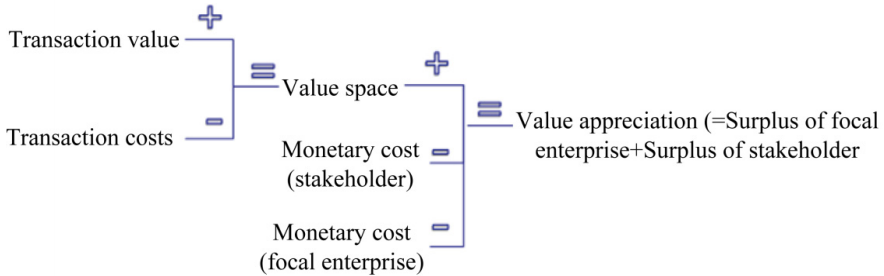 +
Transaction value
=
+
Value space
-
Transaction costs
=
Value appreciation (=Surplus of focal
enterprise+Surplus of stakeholder
Monetary cost
(stakeholder)
-
Monetary cost
(focal enterprise)
-